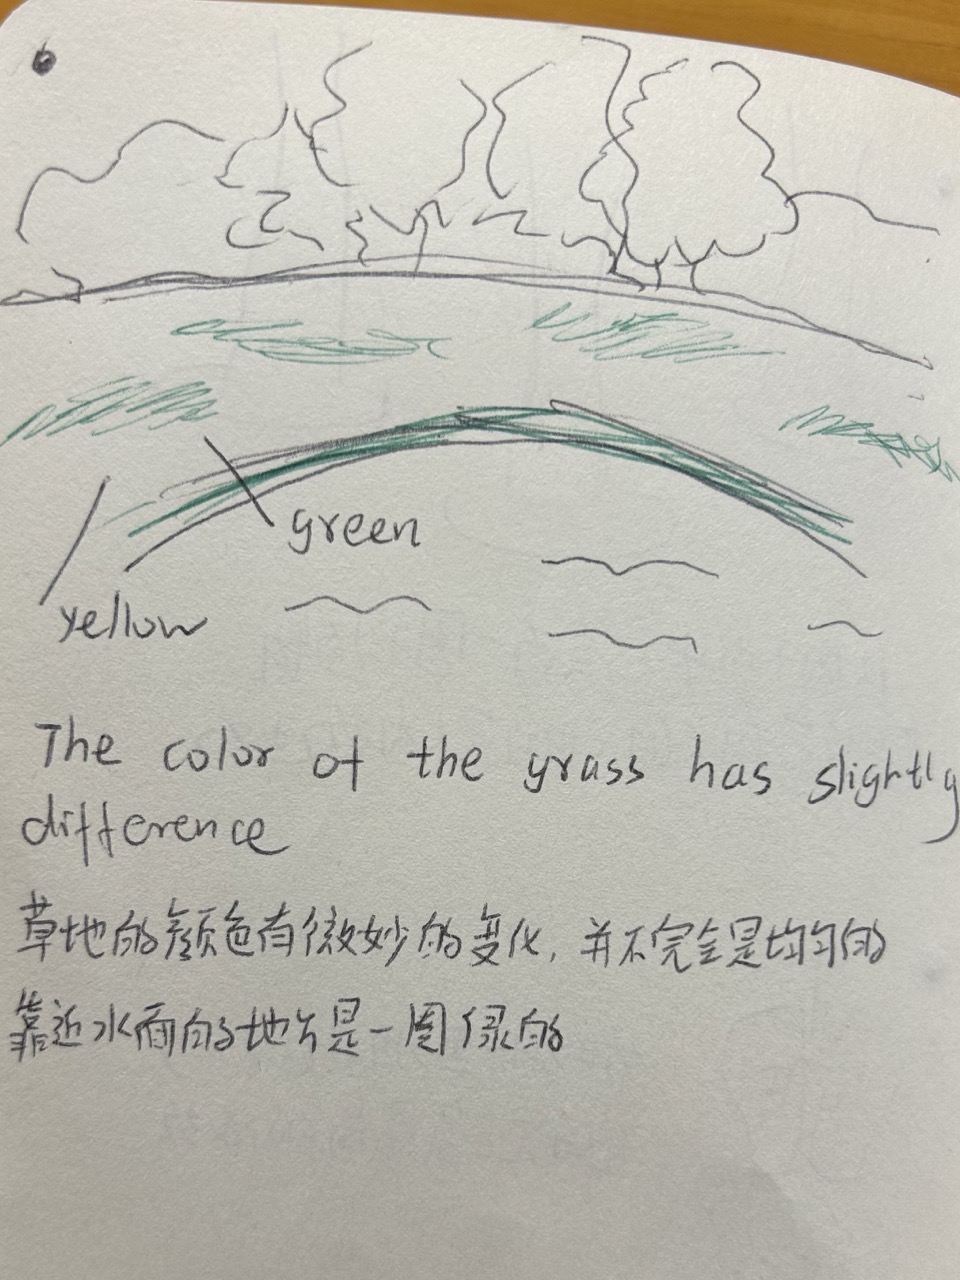 green
yellow
The color of the grass has slightly
difference
草地的颜色有微妙的变化，并不完全是均匀的
靠近水面的地方是一圈绿的